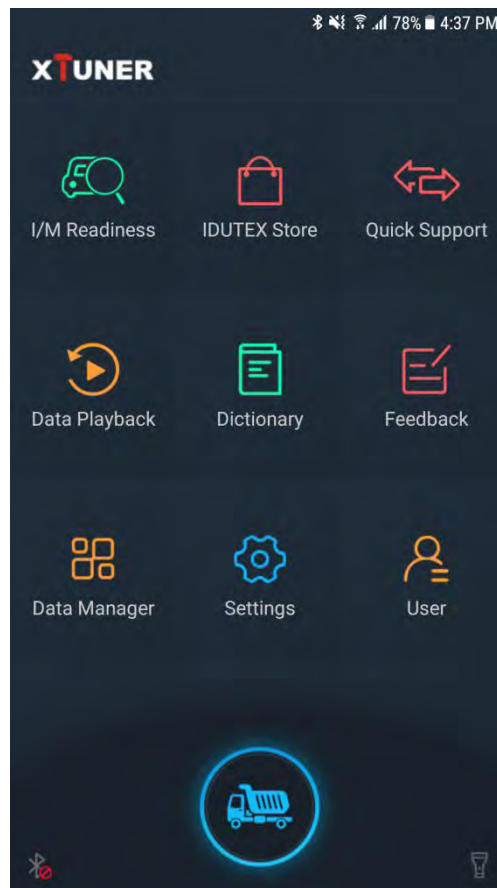 78% 4:37 PM
XTUNER
I/M Readiness IDUTEX Store Quick Support
Data Playback Dictionary Feedback
Data Manager Settings User